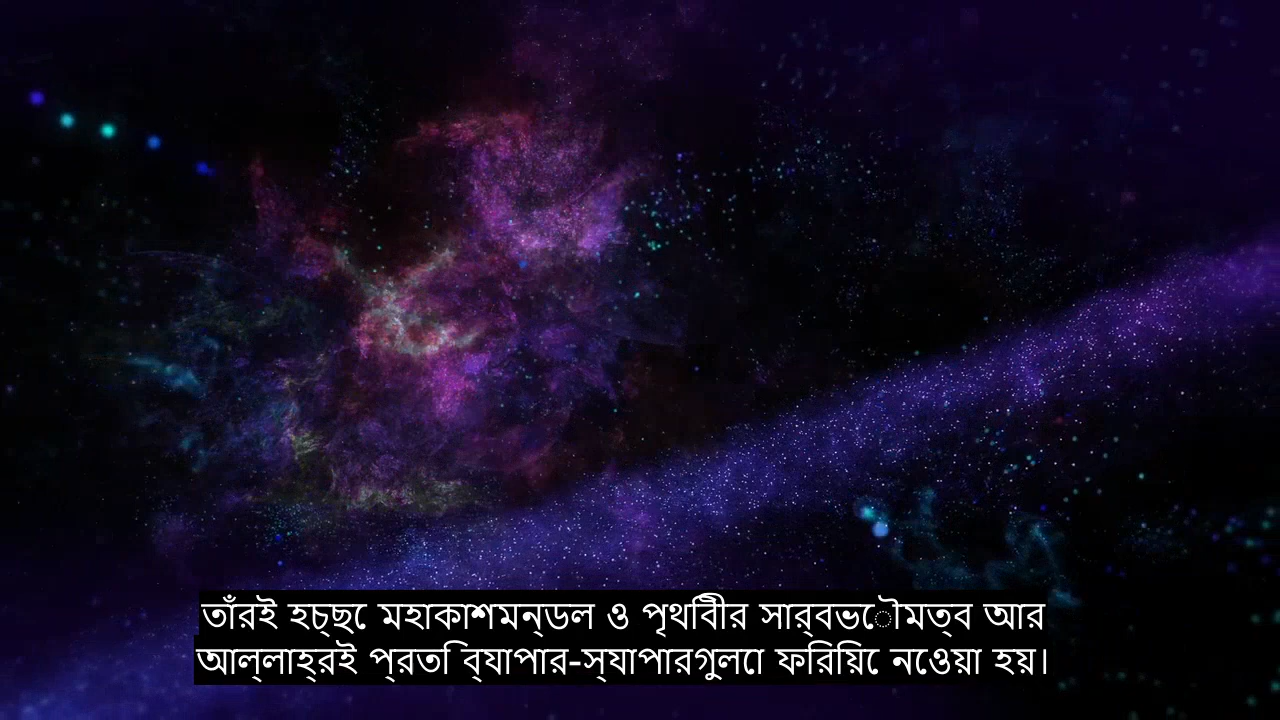 তাঁরই হচ্ছে মহাকাশমন্ডল ও পৃথিবীর সার্বভৌমত্ব আর
আল্লাহ্রই প্রতি ব্যাপার-স্যাপারগুলো ফিরিয়ে নেওয়া হয়।